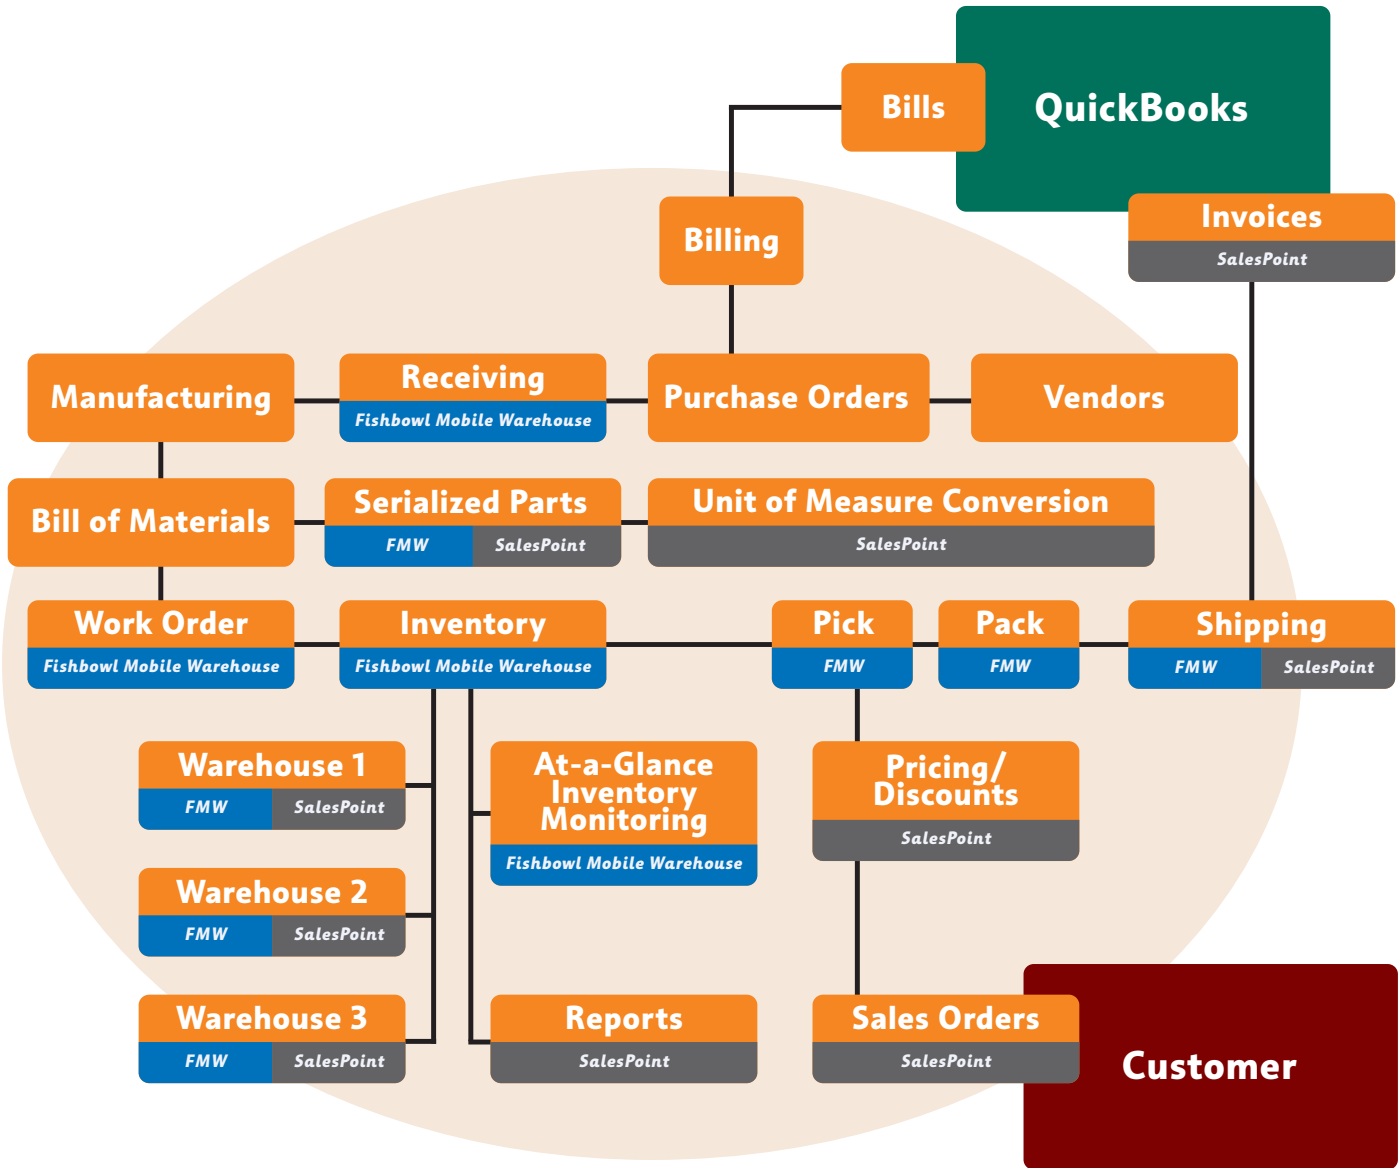 Bills
QuickBooks
Invoices
SalesPoint
Billing
Manufacturing
Receiving
Fishbowl Mobile Warehouse
Purchase Orders
Vendors
Bill of Materials
Serialized Parts
FMW
SalesPoint
Unit of Measure Conversion
SalesPoint
Work Order
Fishbowl Mobile Warehouse
Inventory
Fishbowl Mobile Warehouse
Pick
FMW
Pack
FMW
Shipping
FMW
SalesPoint
Warehouse 1
FMW
SalesPoint
At-a-Glance
Inventory
Monitoring
Fishbowl Mobile Warehouse
Pricing/
Discounts
SalesPoint
Warehouse 2
FMW
SalesPoint
Warehouse 3
FMW
SalesPoint
Reports
SalesPoint
Sales Orders
SalesPoint
Customer